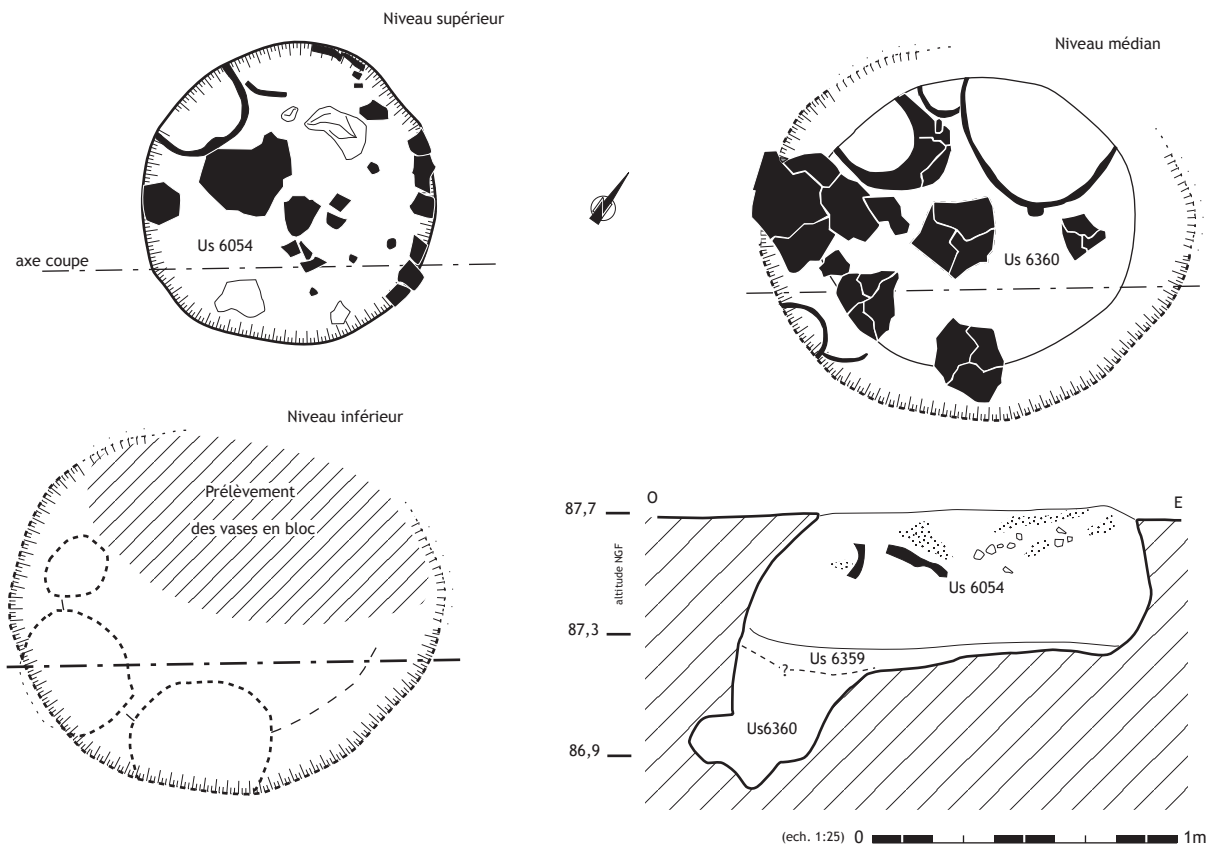 Niveau supérieur
Us 6054
axe coupe
Niveau médian
Us 6360
Niveau inférieur
Prélèvement
des vases en bloc
O
E
87,7
87,3
86,9
altitude NGF
Us 6054
Us 6359
?
Us6360
(ech. 1:25) 0 1m